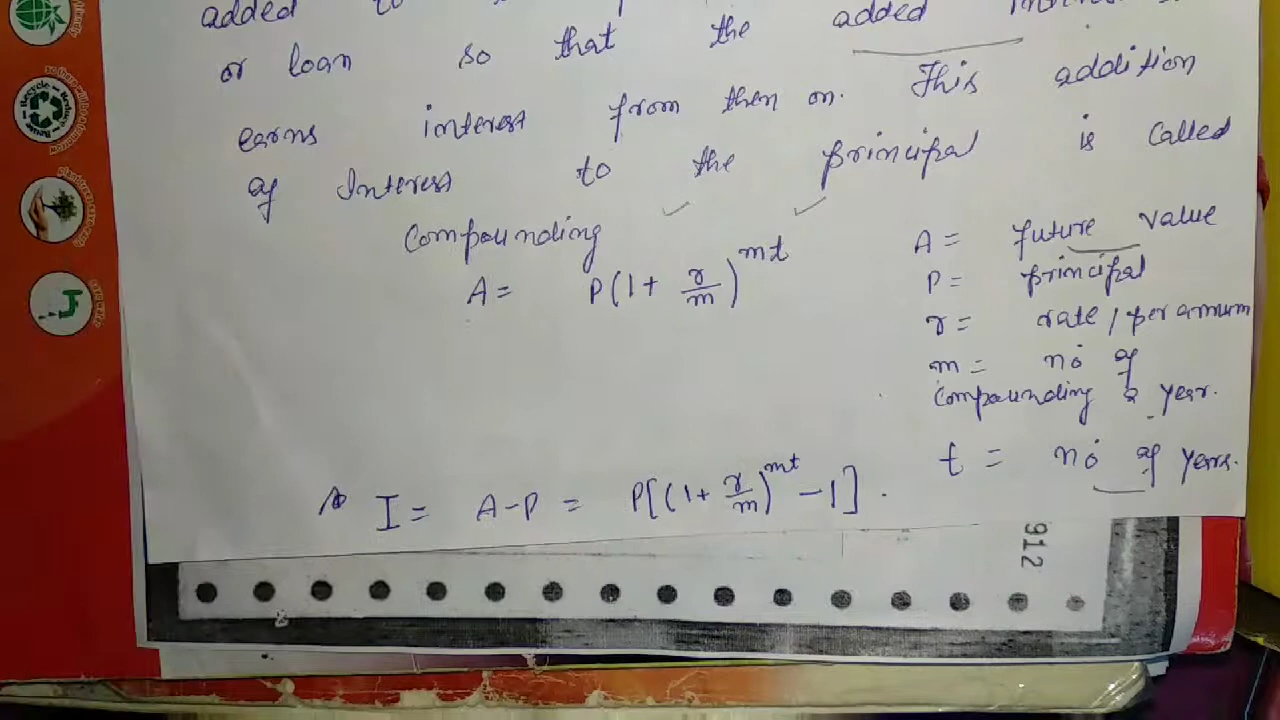 added to
or loan so that the added
earns interest from then on. This addition
of Interest to the principal is called
Compounding
A = P(1 + r/m)^mt
A = future value
P = principal
r = rate / per annum
m = no of
Compounding a year.
t = no of years.
I = A-P = P[(1 + r/m)^mt - 1].
912